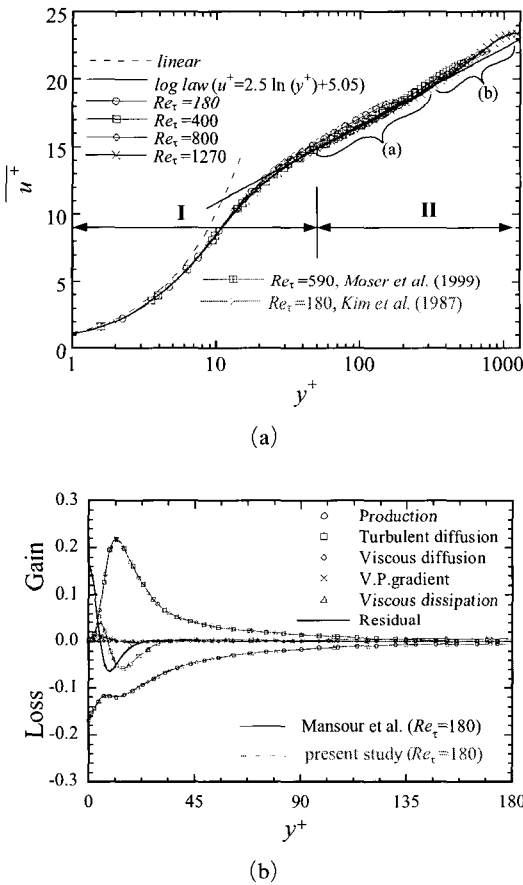 (a)
25
20
15
10
5
0
u+
linear
log law (u+=2.5 ln (y+)+5.05)
Reτ=180
Reτ=400
Reτ=800
Reτ=1270
(b)
(a)
I
II
Reτ=590, Moser et al. (1999)
Reτ=180, Kim et al. (1987)
1 10 100 1000
y+
(a)
(b)
0.3
0.2
0.1
0.0
-0.1
-0.2
-0.3
Gain
Loss
Production
Turbulent diffusion
Viscous diffusion
V.P.gradient
Viscous dissipation
Residual
Mansour et al. (Reτ=180)
present study (Reτ=180)
0 45 90 135 180
y+
(b)